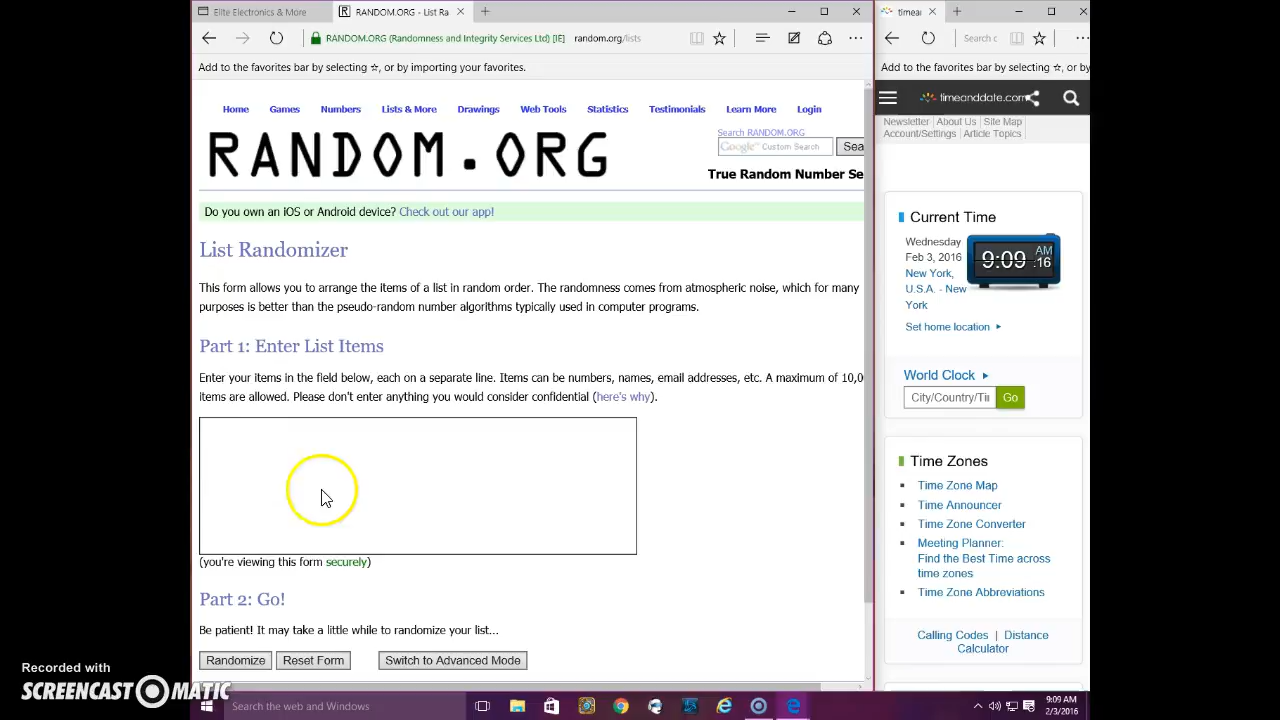 Elite Electronics & More
RANDOM.ORG - List Ra
RANDOM.ORG (Randomness and Integrity Services Ltd) [IE] random.org/lists
Add to the favorites bar by selecting ☆, or by importing your favorites.
Home Games Numbers Lists & More Drawings Web Tools Statistics Testimonials Learn More Login
RANDOM.ORG
Search RANDOM.ORG
Google™ Custom Search Sea
True Random Number Se
Do you own an iOS or Android device? Check out our app!
List Randomizer
This form allows you to arrange the items of a list in random order. The randomness comes from atmospheric noise, which for many
purposes is better than the pseudo-random number algorithms typically used in computer programs.
Part 1: Enter List Items
Enter your items in the field below, each on a separate line. Items can be numbers, names, email addresses, etc. A maximum of 10,0
items are allowed. Please don't enter anything you would consider confidential (here's why).
(you're viewing this form securely)
Part 2: Go!
Be patient! It may take a little while to randomize your list...
Randomize Reset Form Switch to Advanced Mode
timear
Search c
Add to the favorites bar by selecting ☆, or by
timeanddate.com
Newsletter About Us Site Map
Account/Settings Article Topics
Current Time
Wednesday
Feb 3, 2016
New York,
U.S.A. - New
York
9:09 AM :16
Set home location
World Clock
City/Country/Tii Go
Time Zones
Time Zone Map
Time Announcer
Time Zone Converter
Meeting Planner:
Find the Best Time across
time zones
Time Zone Abbreviations
Calling Codes | Distance
Calculator
Recorded with
SCREENCAST-O-MATIC
Search the web and Windows
9:09 AM
2/3/2016